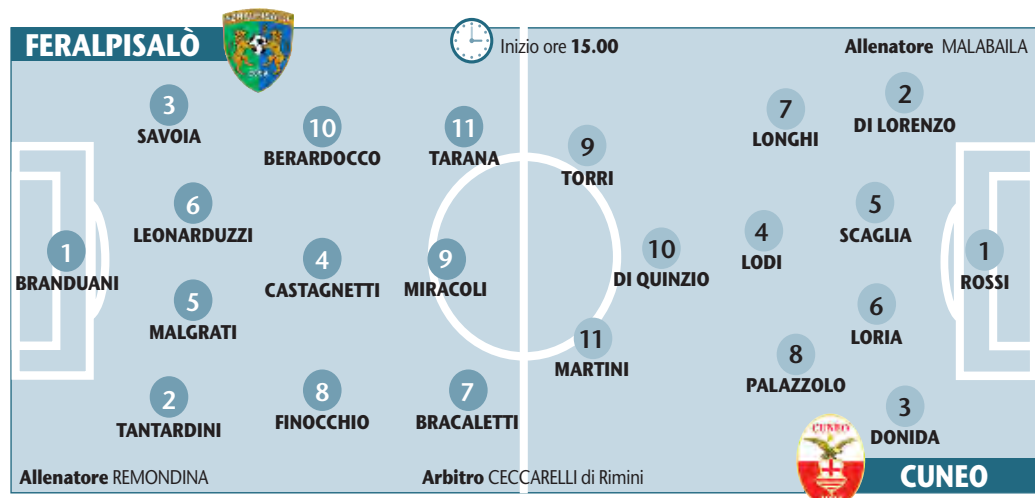 FERALPISALÒ
Inizio ore 15.00
Allenatore MALABAILA
3
SAVOIA
10
BERARDOCCO
11
TARANA
6
LEONARDUZZI
1
BRANDUANI
4
CASTAGNETTI
9
MIRACOLI
5
MALGRATI
2
TANTARDINI
8
FINOCCHIO
7
BRACALETTI
9
TORRI
7
LONGHI
2
DI LORENZO
10
DI QUINZIO
4
LODI
5
SCAGLIA
1
ROSSI
6
LORIA
11
MARTINI
8
PALAZZOLO
3
DONIDA
Allenatore REMONDINA
Arbitro CECCARELLI di Rimini
CUNEO
CUNEO